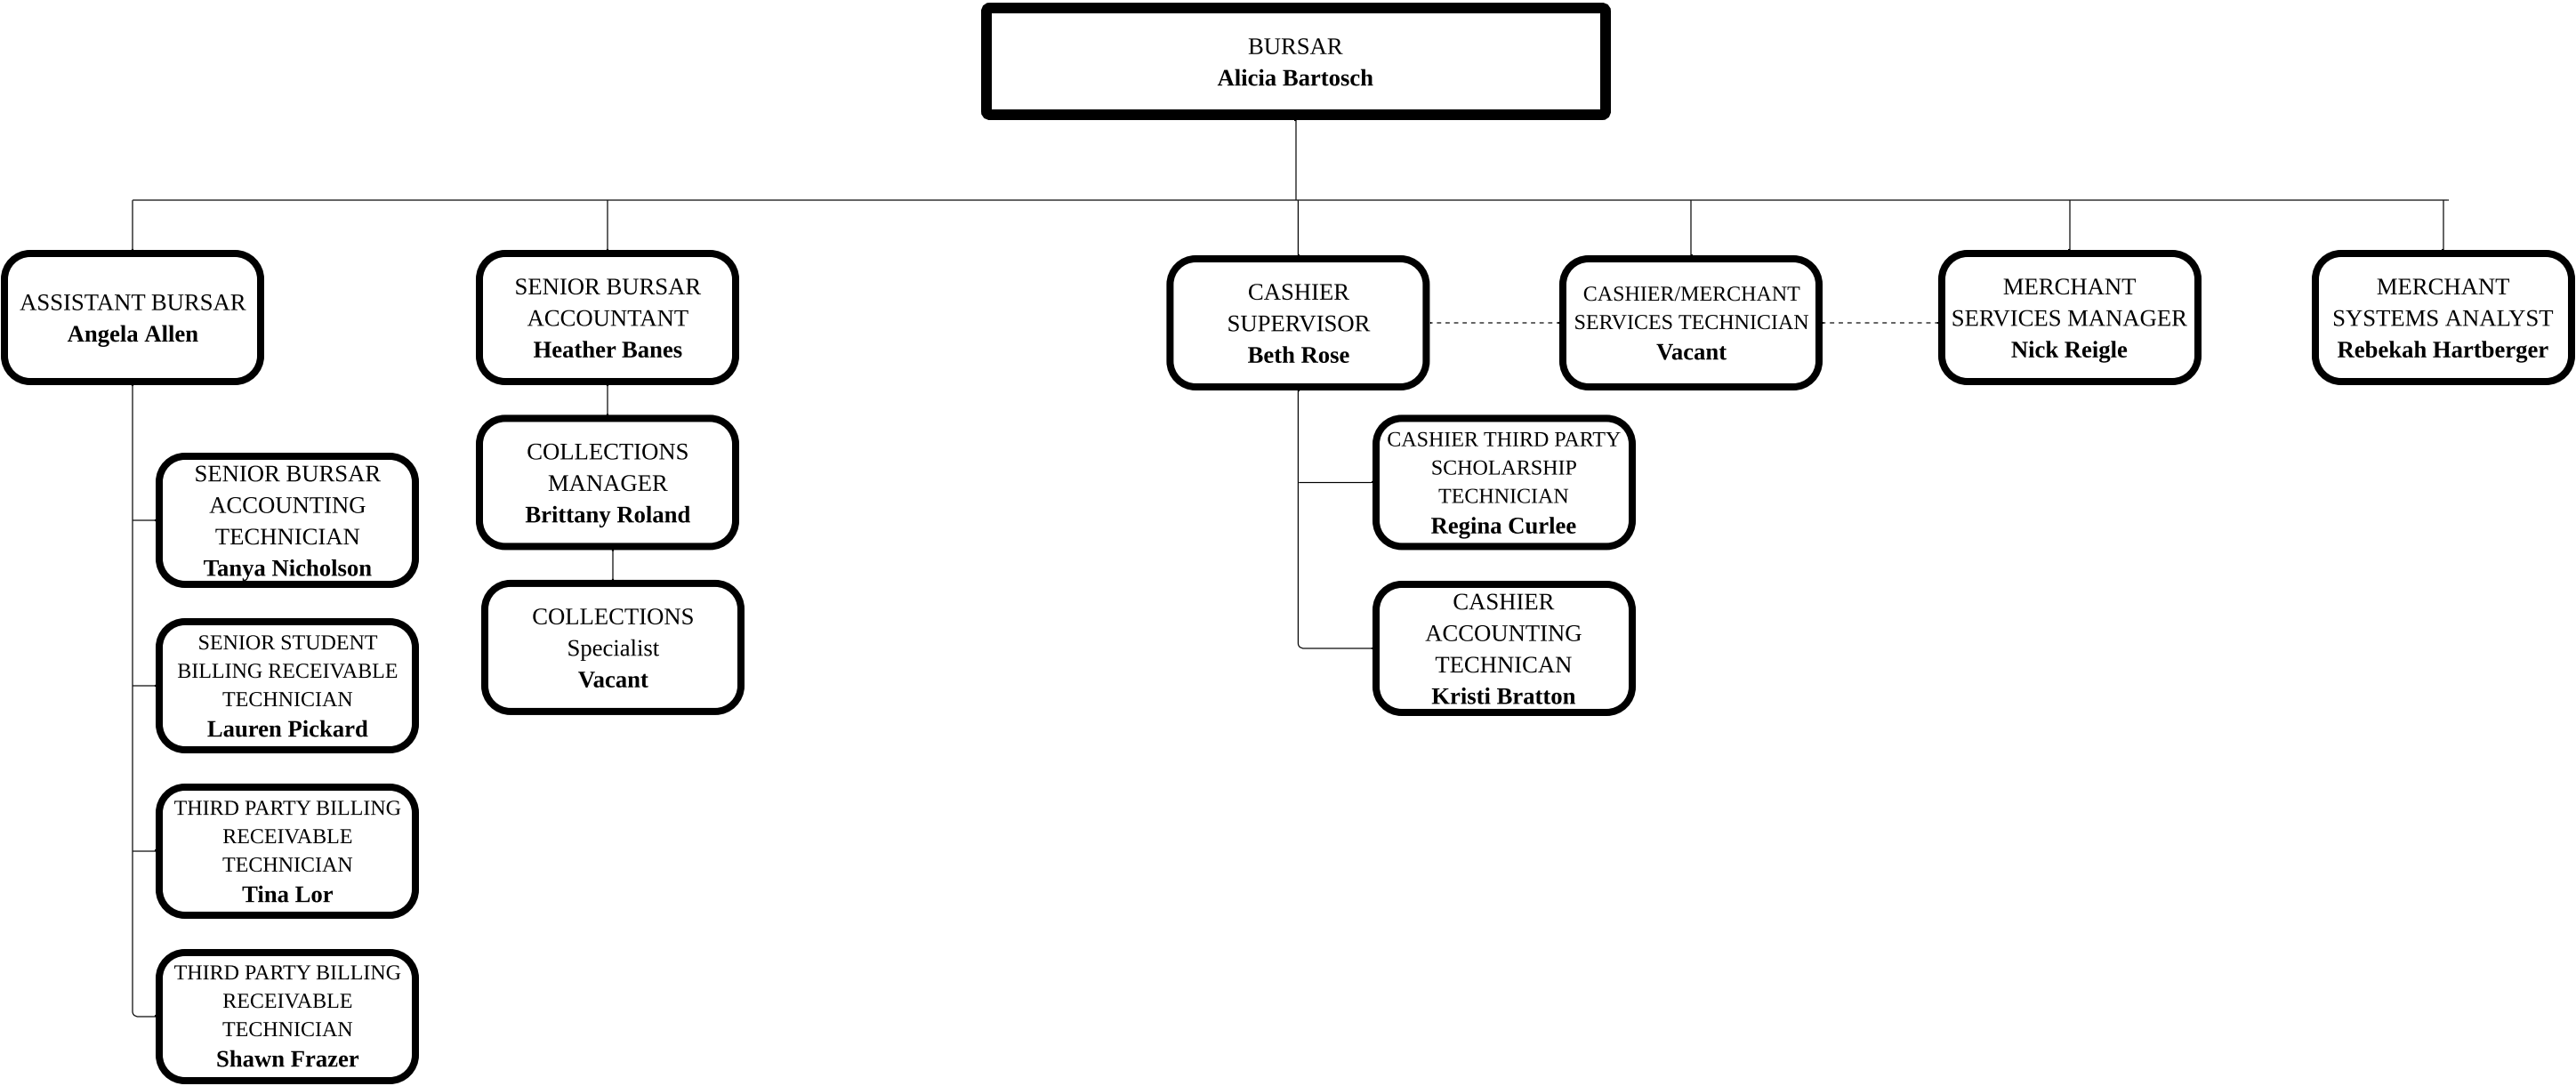 BURSAR
Alicia Bartosch
ASSISTANT BURSAR
Angela Allen
SENIOR BURSAR
ACCOUNTANT
Heather Banes
CASHIER
SUPERVISOR
Beth Rose
CASHIER/MERCHANT
SERVICES TECHNICIAN
Vacant
MERCHANT
SERVICES MANAGER
Nick Reigle
MERCHANT
SYSTEMS ANALYST
Rebekah Hartberger
SENIOR BURSAR
ACCOUNTING
TECHNICIAN
Tanya Nicholson
SENIOR STUDENT
BILLING RECEIVABLE
TECHNICIAN
Lauren Pickard
THIRD PARTY BILLING
RECEIVABLE
TECHNICIAN
Tina Lor
THIRD PARTY BILLING
RECEIVABLE
TECHNICIAN
Shawn Frazer
COLLECTIONS
MANAGER
Brittany Roland
COLLECTIONS
Specialist
Vacant
CASHIER THIRD PARTY
SCHOLARSHIP
TECHNICIAN
Regina Curlee
CASHIER
ACCOUNTING
TECHNICAN
Kristi Bratton